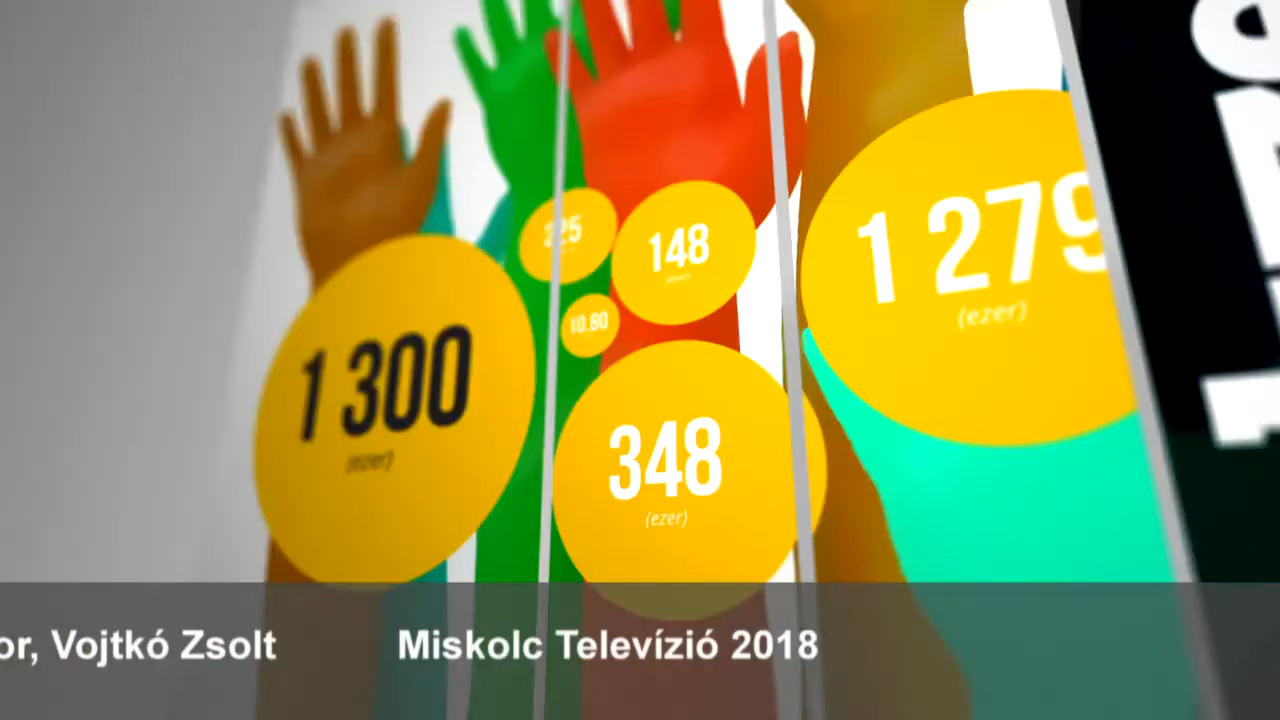 225
148
1 279
(ezer)
10.80
1 300
(ezer)
348
(ezer)
or, Vojtkó Zsolt
Miskolc Televízió 2018